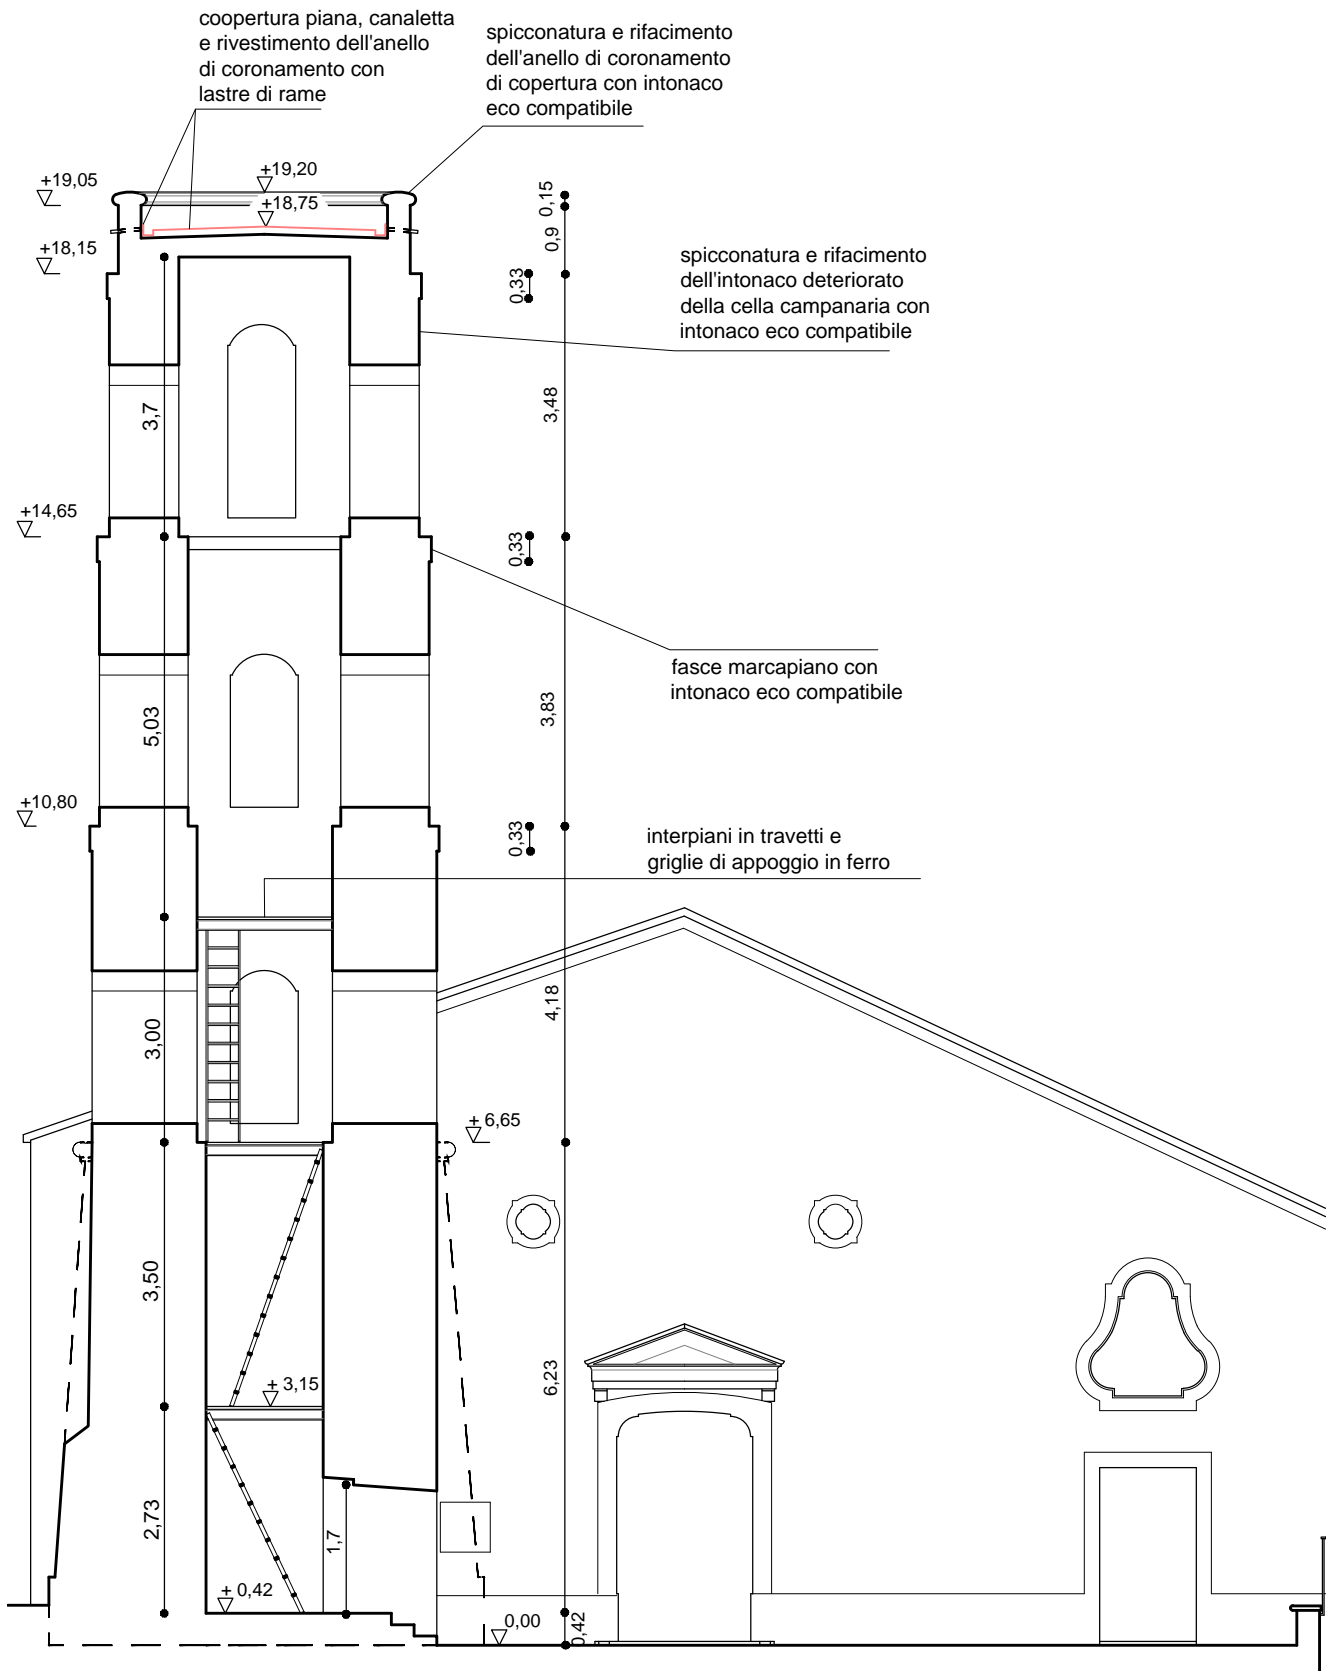 coopertura piana, canaletta
e rivestimento dell'anello
di coronamento con
lastre di rame
spicconatura e rifacimento
dell'anello di coronamento
di copertura con intonaco
eco compatibile
+19,20
+19,05
+18,75
0,15
0,9
+18,15
spicconatura e rifacimento
dell'intonaco deteriorato
della cella campanaria con
intonaco eco compatibile
0,33
3,7
3,48
+14,65
0,33
fasce marcapiano con
intonaco eco compatibile
5,03
3,83
+10,80
0,33
interpiani in travetti e
griglie di appoggio in ferro
3,00
4,18
+ 6,65
3,50
6,23
+ 3,15
2,73
1,7
+ 0,42
0,00
0,42